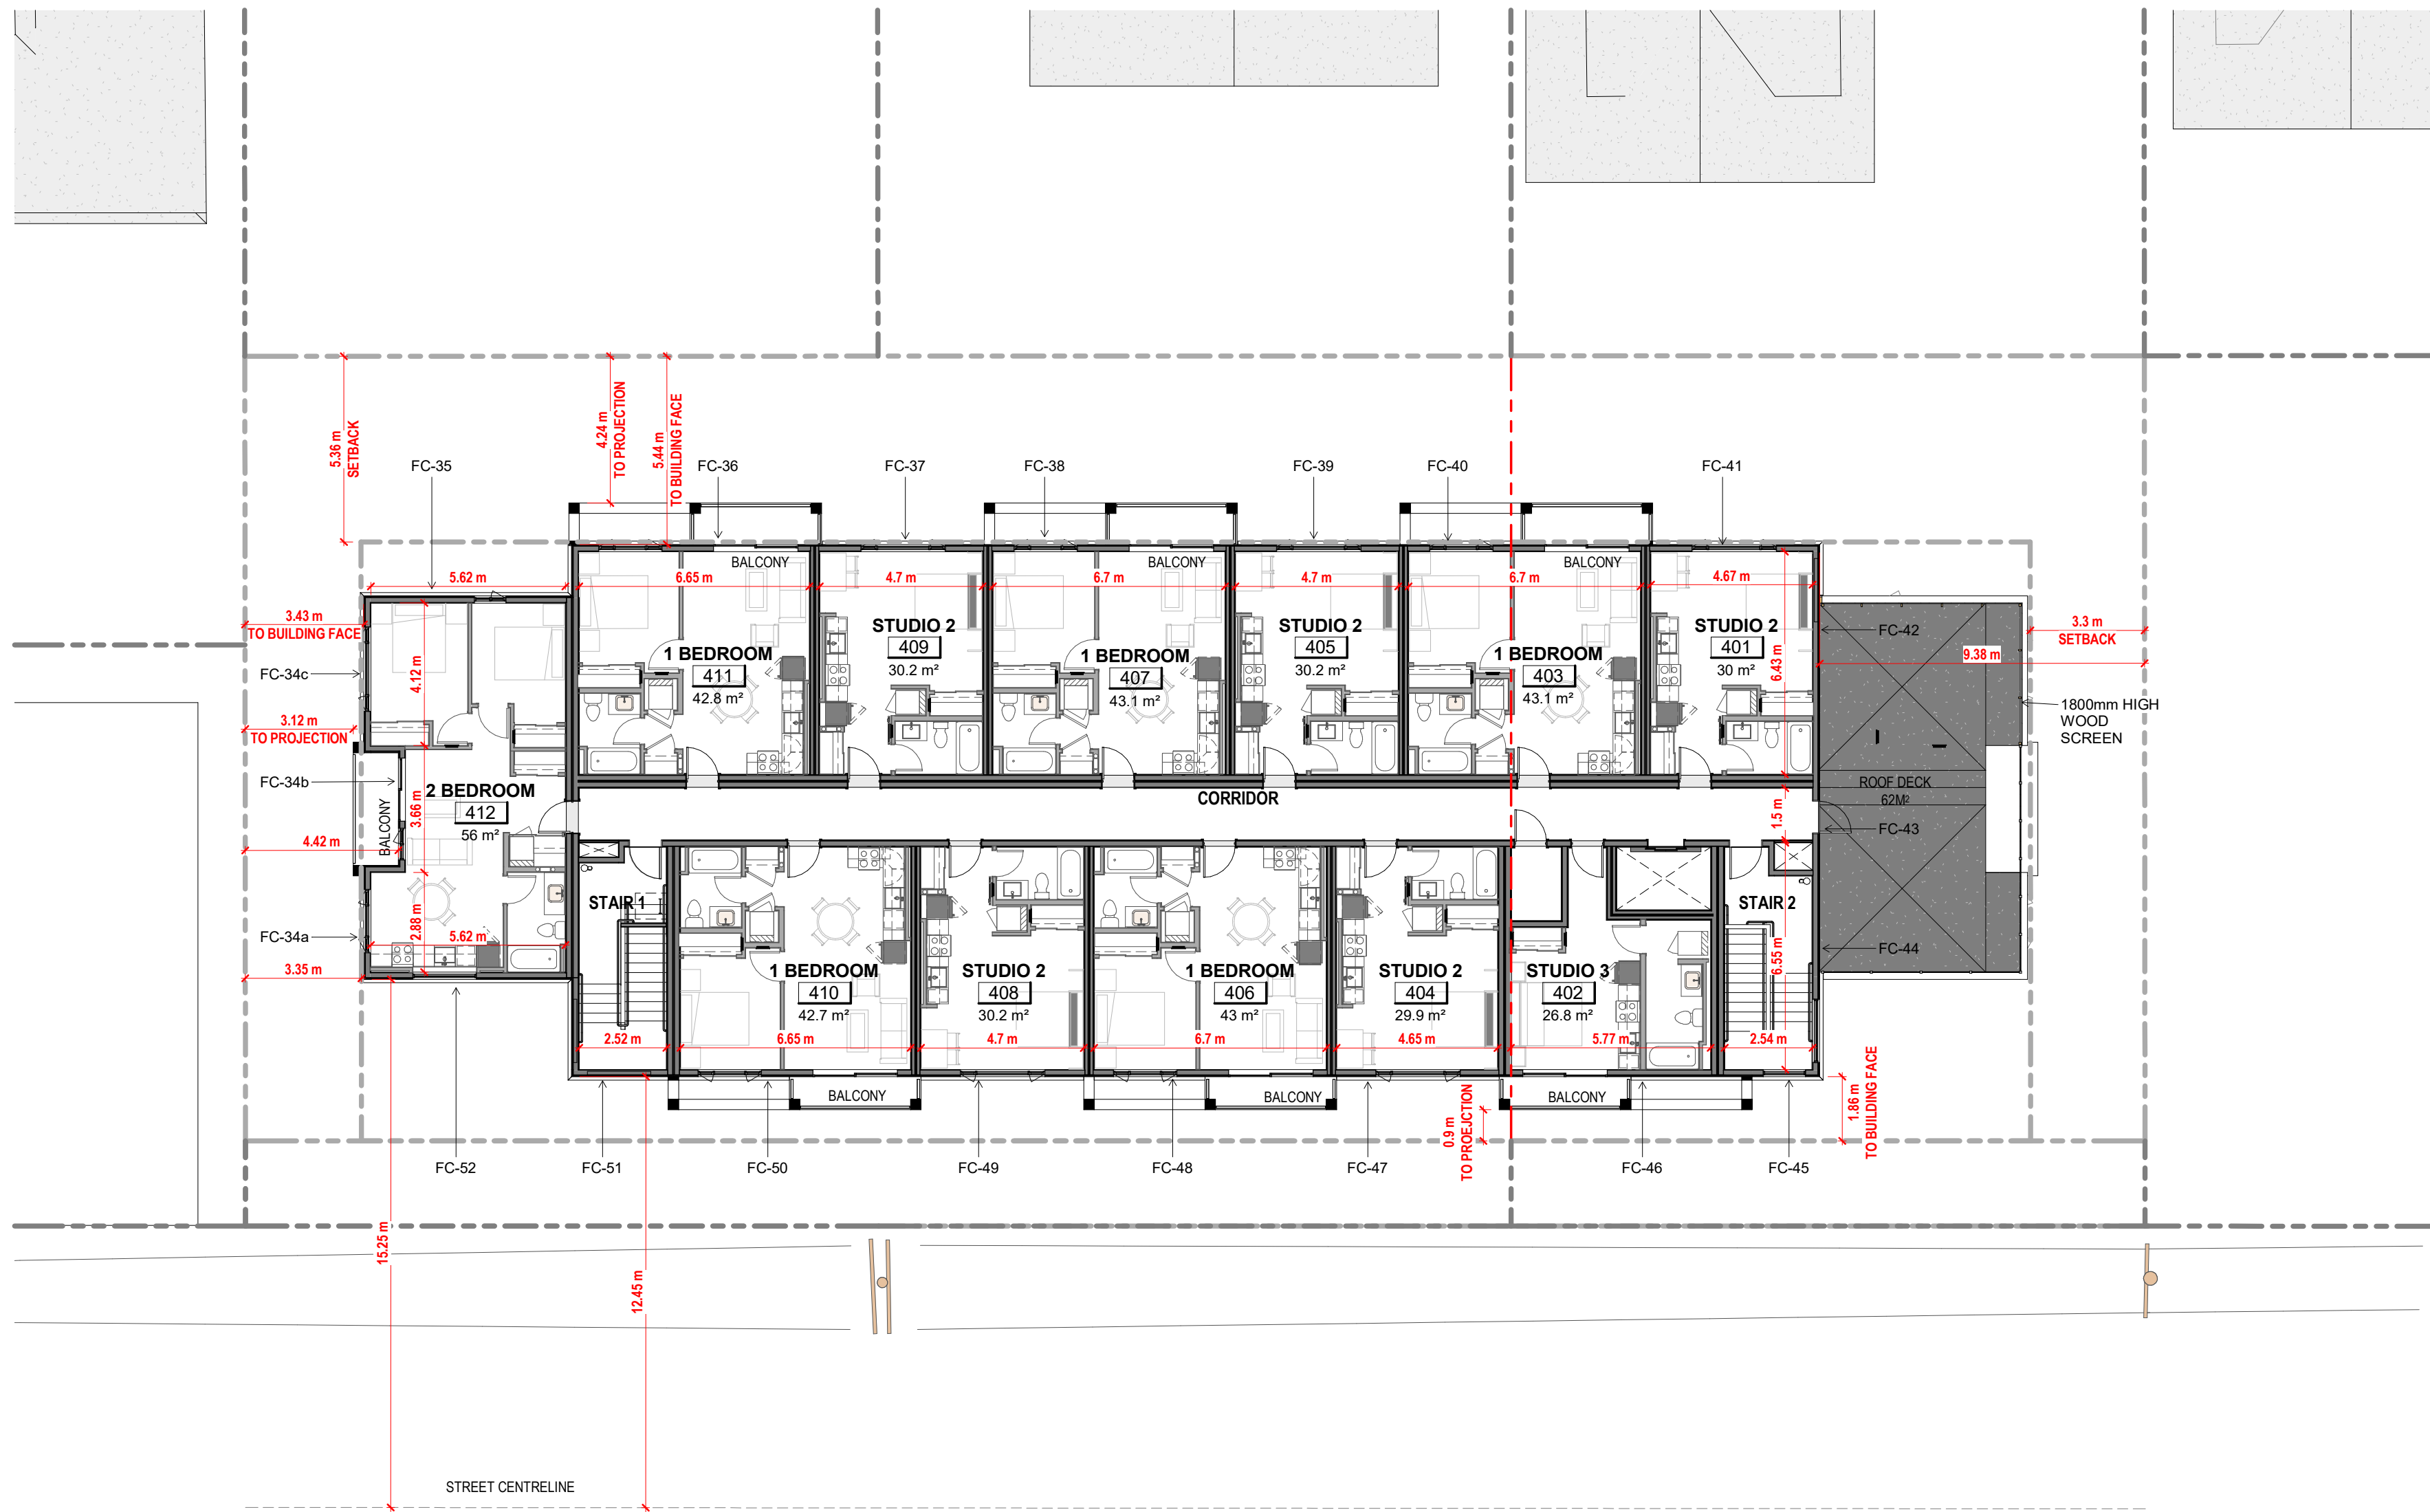 4.24 m
TO PROJECTION
5.44 m
TO BUILDING FACE
5.36 m
SETBACK
FC-35
FC-36
FC-37
FC-38
FC-39
FC-40
FC-41
BALCONY
BALCONY
BALCONY
5.62 m
6.65 m
4.7 m
6.7 m
4.7 m
6.7 m
4.67 m
3.43 m
TO BUILDING FACE
FC-34c
3.12 m
TO PROJECTION
FC-34b
4.42 m
FC-34a
3.35 m
4.12 m
3.66 m
2.88 m
5.62 m
BALCONY
2 BEDROOM
412
56 m²
1 BEDROOM
411
42.8 m²
STUDIO 2
409
30.2 m²
1 BEDROOM
407
43.1 m²
STUDIO 2
405
30.2 m²
1 BEDROOM
403
43.1 m²
STUDIO 2
401
30 m²
6.43 m
FC-42
3.3 m
SETBACK
9.38 m
1800mm HIGH
WOOD
SCREEN
ROOF DECK
62M²
FC-43
FC-44
CORRIDOR
1.5 m
STAIR 1
STAIR 2
6.55 m
1 BEDROOM
410
42.7 m²
STUDIO 2
408
30.2 m²
1 BEDROOM
406
43 m²
STUDIO 2
404
29.9 m²
STUDIO 3
402
26.8 m²
2.52 m
6.65 m
4.7 m
6.7 m
4.65 m
5.77 m
2.54 m
BALCONY
BALCONY
BALCONY
0.9 m
TO PROEJCTION
1.86 m
TO BUILDING FACE
FC-52
FC-51
FC-50
FC-49
FC-48
FC-47
FC-46
FC-45
15.25 m
12.45 m
STREET CENTRELINE